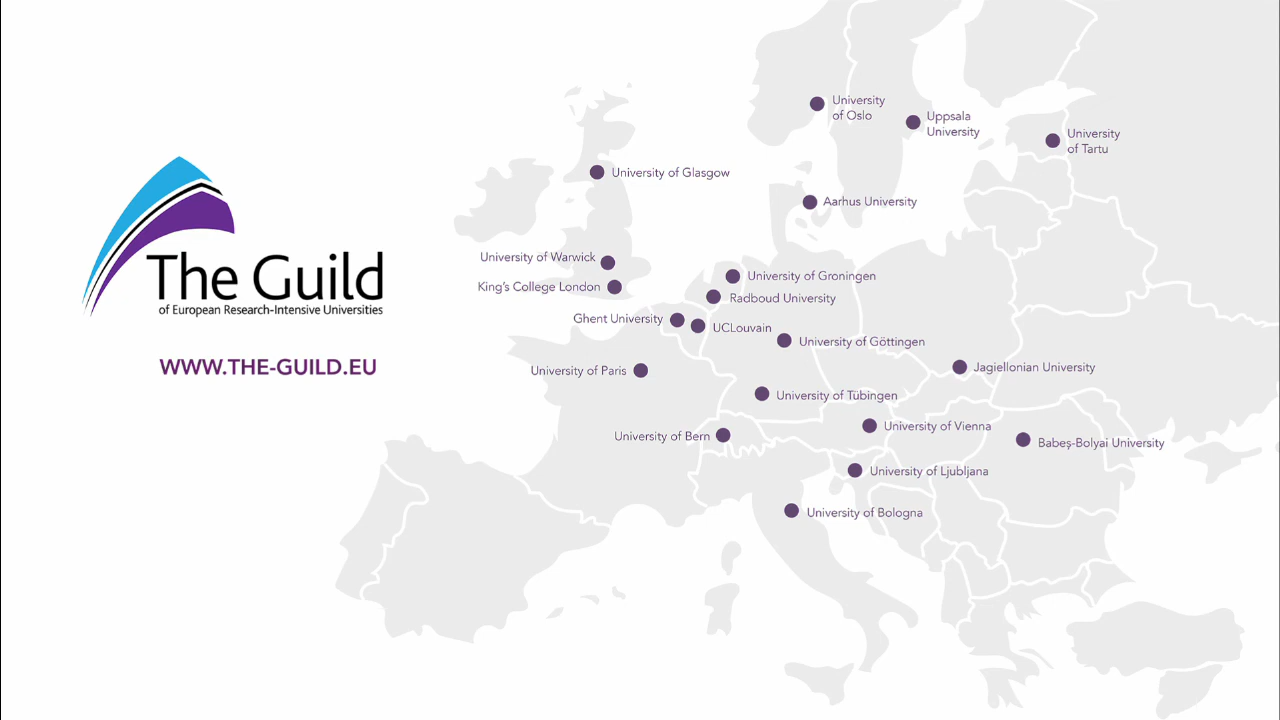 University
of Oslo
Uppsala
University
University
of Tartu
University of Glasgow
Aarhus University
University of Warwick
The Guild
of European Research-Intensive Universities
WWW.THE-GUILD.EU
King's College London
University of Groningen
Radboud University
Ghent University
UCLouvain
University of Göttingen
University of Paris
Jagiellonian University
University of Tübingen
University of Bern
University of Vienna
Babeș-Bolyai University
University of Ljubljana
University of Bologna